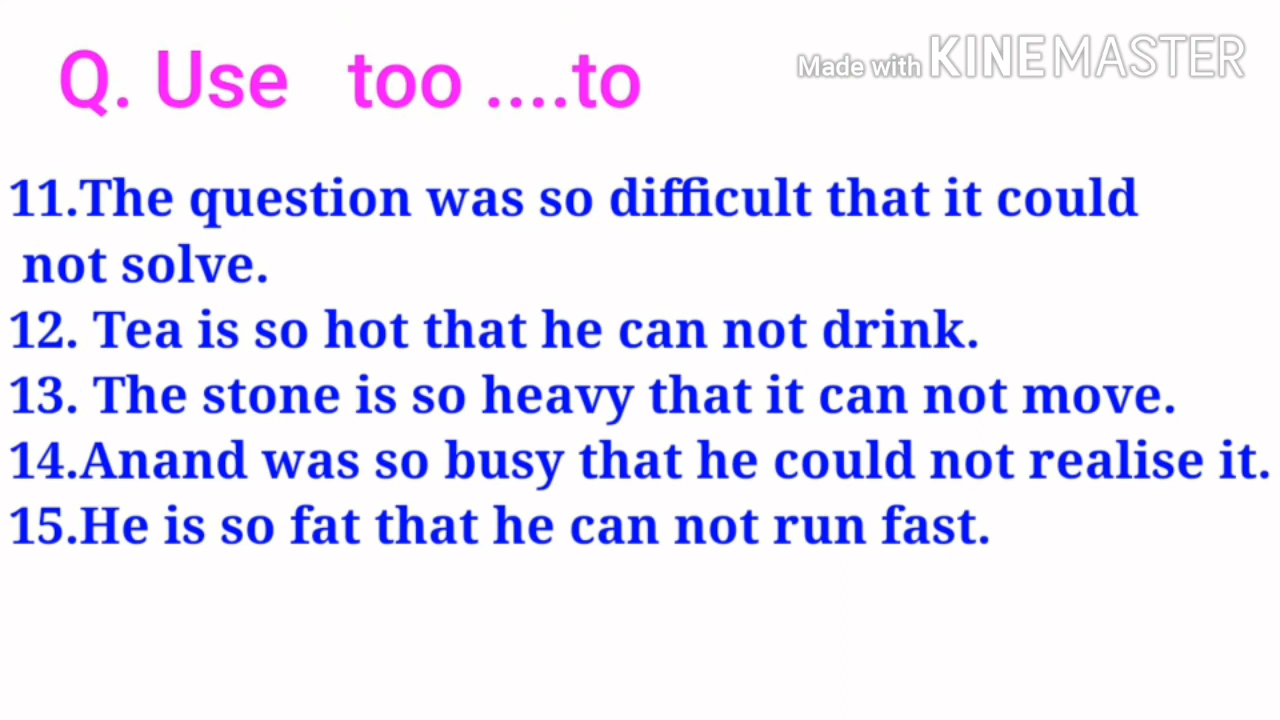 Q. Use too ....to
Made with KINEMASTER
11.The question was so difficult that it could
not solve.
12. Tea is so hot that he can not drink.
13. The stone is so heavy that it can not move.
14.Anand was so busy that he could not realise it.
15.He is so fat that he can not run fast.